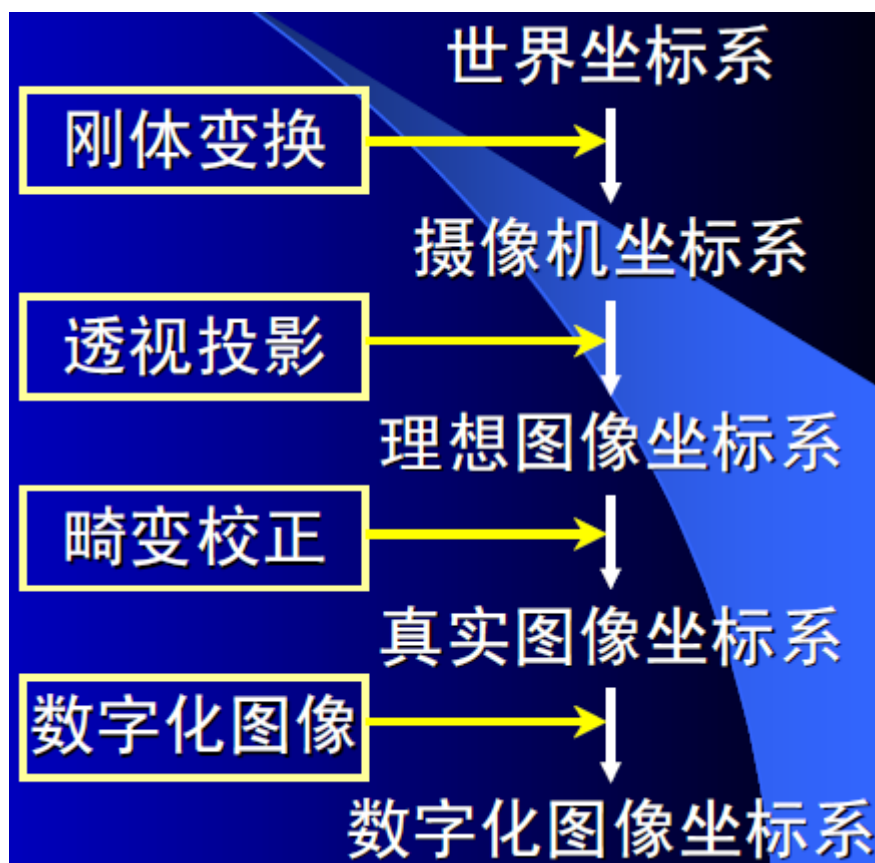 世界坐标系
刚体变换
摄像机坐标系
透视投影
理想图像坐标系
畸变校正
真实图像坐标系
数字化图像
数字化图像坐标系